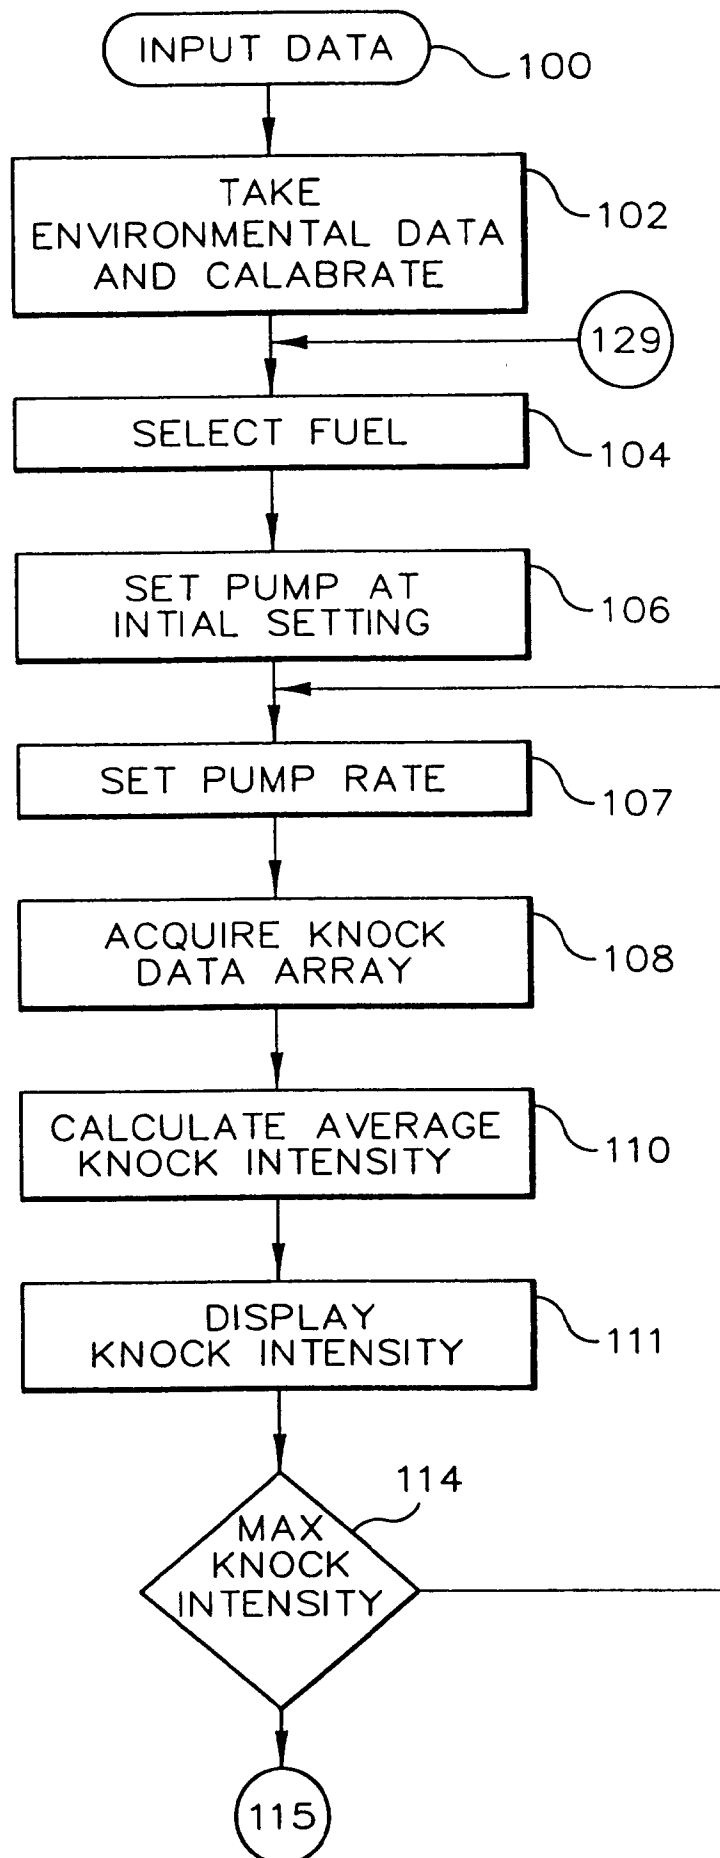 INPUT DATA
100
TAKE
ENVIRONMENTAL DATA
AND CALABRATE
102
129
SELECT FUEL
104
SET PUMP AT
INTIAL SETTING
106
SET PUMP RATE
107
ACQUIRE KNOCK
DATA ARRAY
108
CALCULATE AVERAGE
KNOCK INTENSITY
110
DISPLAY
KNOCK INTENSITY
111
114
MAX
KNOCK
INTENSITY
115